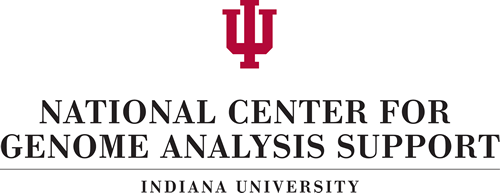 NATIONAL CENTER FOR
GENOME ANALYSIS SUPPORT
INDIANA UNIVERSITY